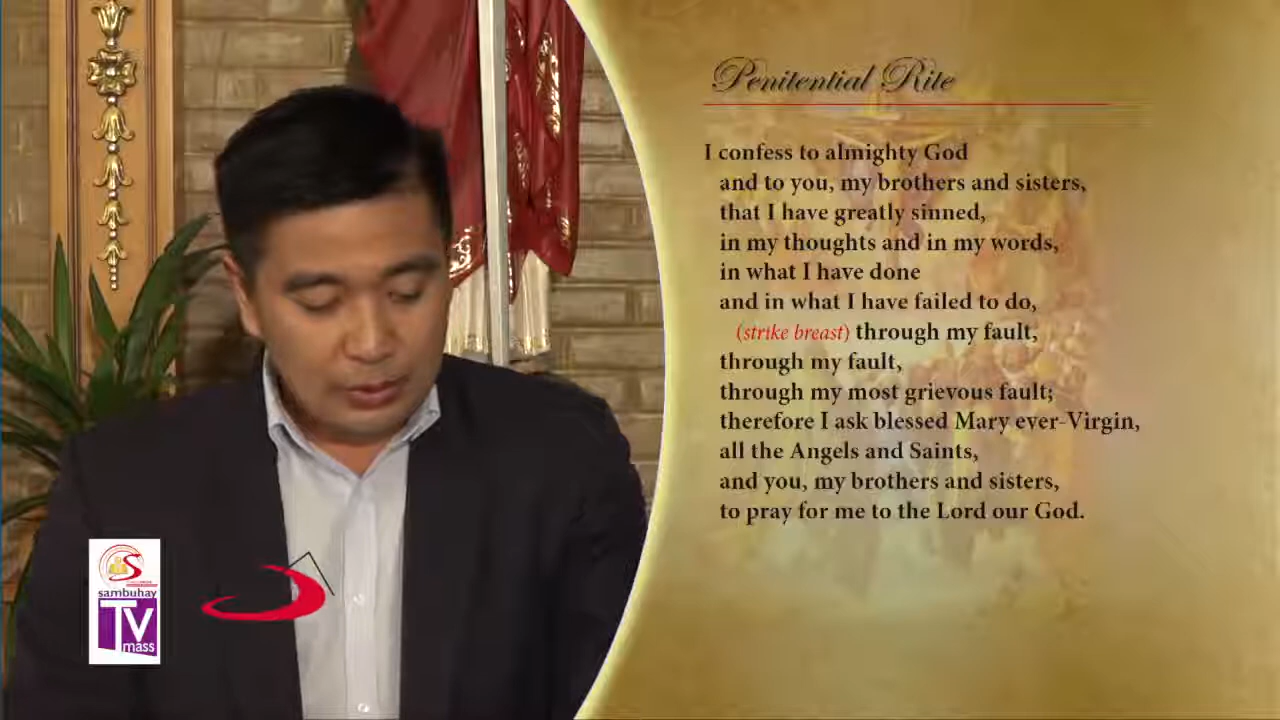 Penitential Rite
I confess to almighty God
and to you, my brothers and sisters,
that I have greatly sinned,
in my thoughts and in my words,
in what I have done
and in what I have failed to do,
(strike breast) through my fault,
through my fault,
through my most grievous fault;
therefore I ask blessed Mary ever-Virgin,
all the Angels and Saints,
and you, my brothers and sisters,
to pray for me to the Lord our God.
S
sambuhay
TV
mass